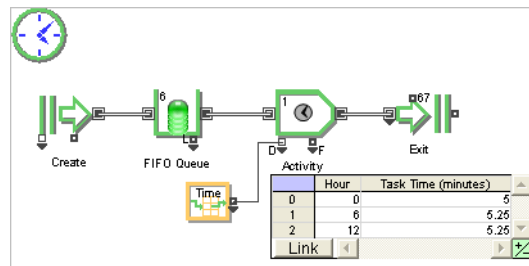 6
1
67
L
D
F
Create
FIFO Queue
Activity
Exit
Time
Hour Task Time (minutes)
0 0 5
1 6 5.25
2 12 5.25
Link